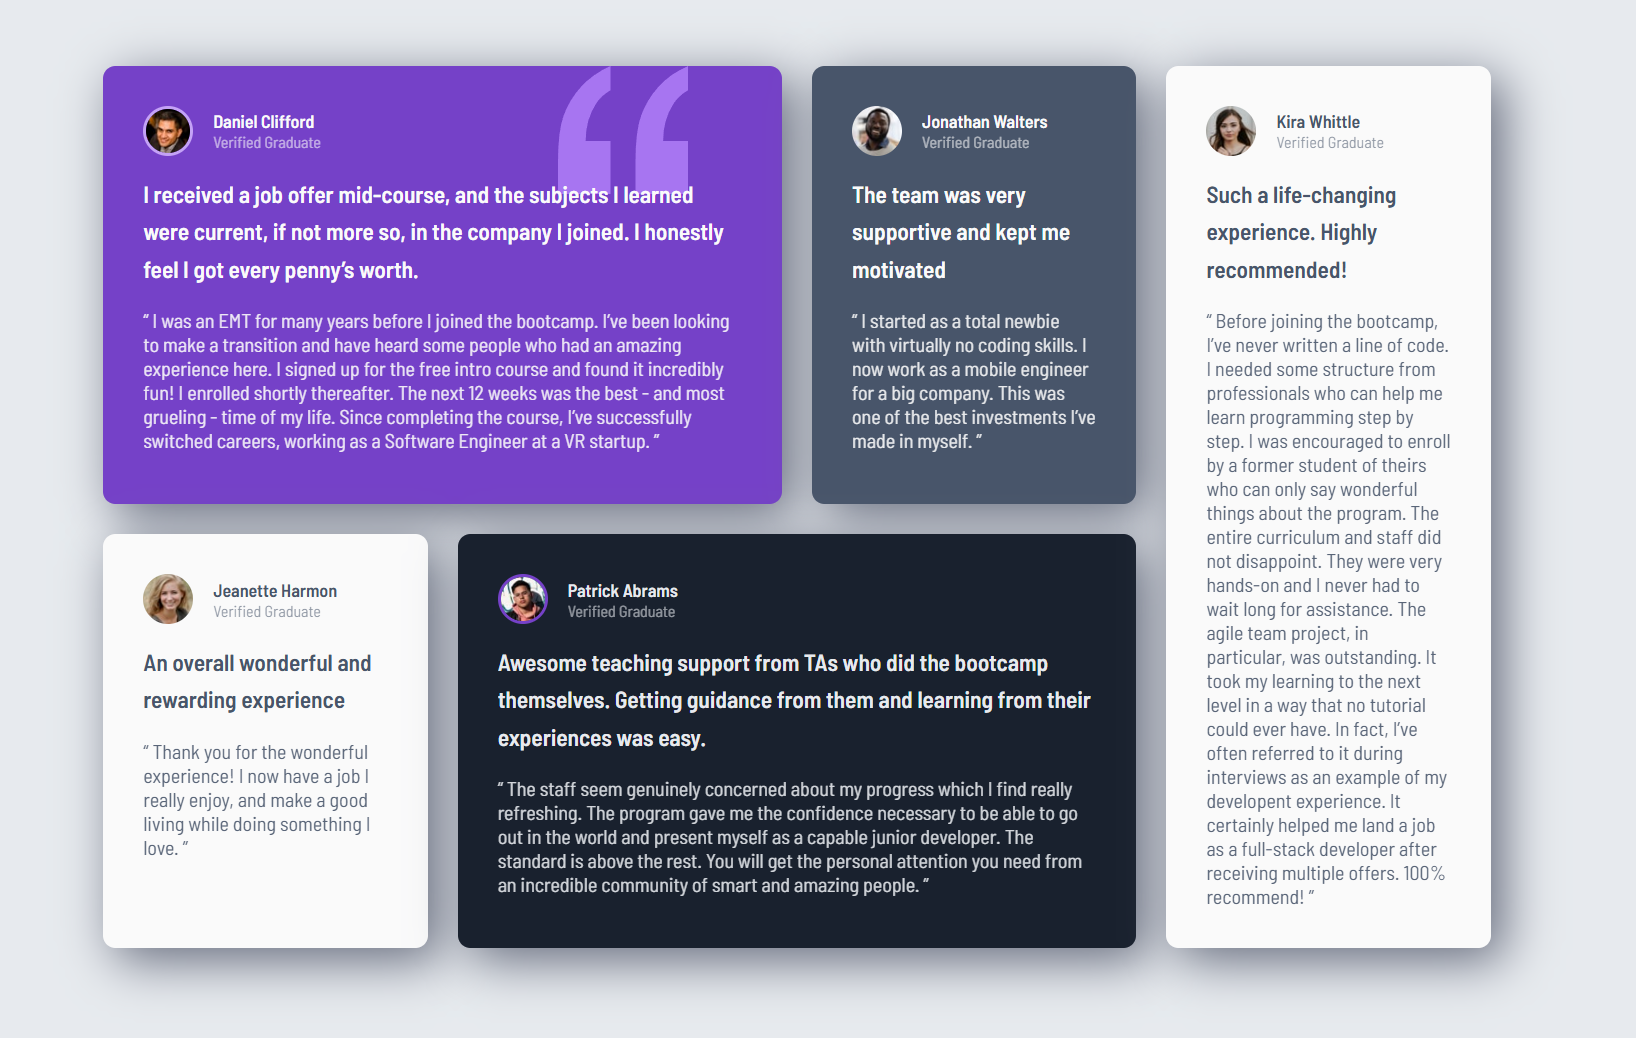 Daniel Clifford
Verified Graduate
I received a job offer mid-course, and the subjects I learned
were current, if not more so, in the company I joined. I honestly
feel I got every penny’s worth.
“ I was an EMT for many years before I joined the bootcamp. I’ve been looking
to make a transition and have heard some people who had an amazing
experience here. I signed up for the free intro course and found it incredibly
fun! I enrolled shortly thereafter. The next 12 weeks was the best - and most
grueling - time of my life. Since completing the course, I’ve successfully
switched careers, working as a Software Engineer at a VR startup. ”
Jonathan Walters
Verified Graduate
The team was very
supportive and kept me
motivated
“ I started as a total newbie
with virtually no coding skills. I
now work as a mobile engineer
for a big company. This was
one of the best investments I’ve
made in myself. ”
Kira Whittle
Verified Graduate
Such a life-changing
experience. Highly
recommended!
“ Before joining the bootcamp,
I’ve never written a line of code.
I needed some structure from
professionals who can help me
learn programming step by
step. I was encouraged to enroll
by a former student of theirs
who can only say wonderful
things about the program. The
entire curriculum and staff did
not disappoint. They were very
hands-on and I never had to
wait long for assistance. The
agile team project, in
particular, was outstanding. It
took my learning to the next
level in a way that no tutorial
could ever have. In fact, I’ve
often referred to it during
interviews as an example of my
developent experience. It
certainly helped me land a job
as a full-stack developer after
receiving multiple offers. 100%
recommend! ”
Jeanette Harmon
Verified Graduate
An overall wonderful and
rewarding experience
“ Thank you for the wonderful
experience! I now have a job I
really enjoy, and make a good
living while doing something I
love. ”
Patrick Abrams
Verified Graduate
Awesome teaching support from TAs who did the bootcamp
themselves. Getting guidance from them and learning from their
experiences was easy.
“ The staff seem genuinely concerned about my progress which I find really
refreshing. The program gave me the confidence necessary to be able to go
out in the world and present myself as a capable junior developer. The
standard is above the rest. You will get the personal attention you need from
an incredible community of smart and amazing people. ”